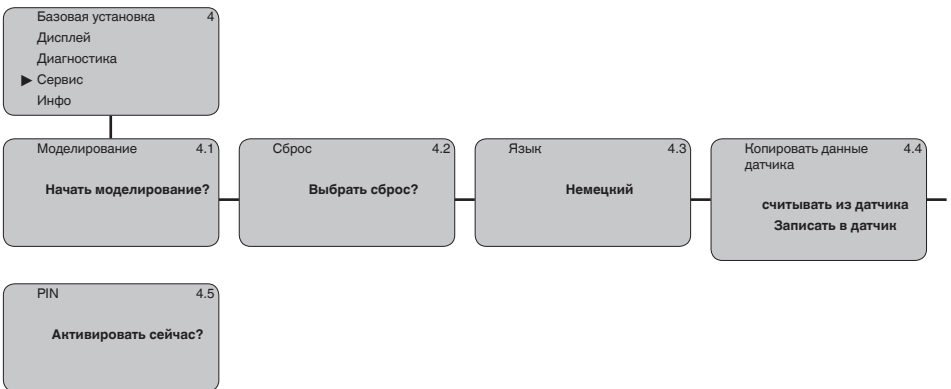 Базовая установка 4
Дисплей
Диагностика
▶ Сервис
Инфо
Моделирование 4.1
Начать моделирование?
Сброс 4.2
Выбрать сброс?
Язык 4.3
Немецкий
Копировать данные 4.4
датчика
считывать из датчика
Записать в датчик
PIN 4.5
Активировать сейчас?